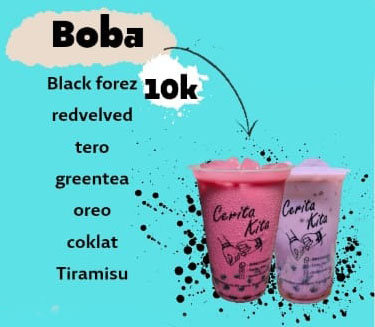 Boba
Black forez
10k
redvelved
tero
greentea
oreo
coklat
Tiramisu
Cerita
Kita
Cerita
Kita